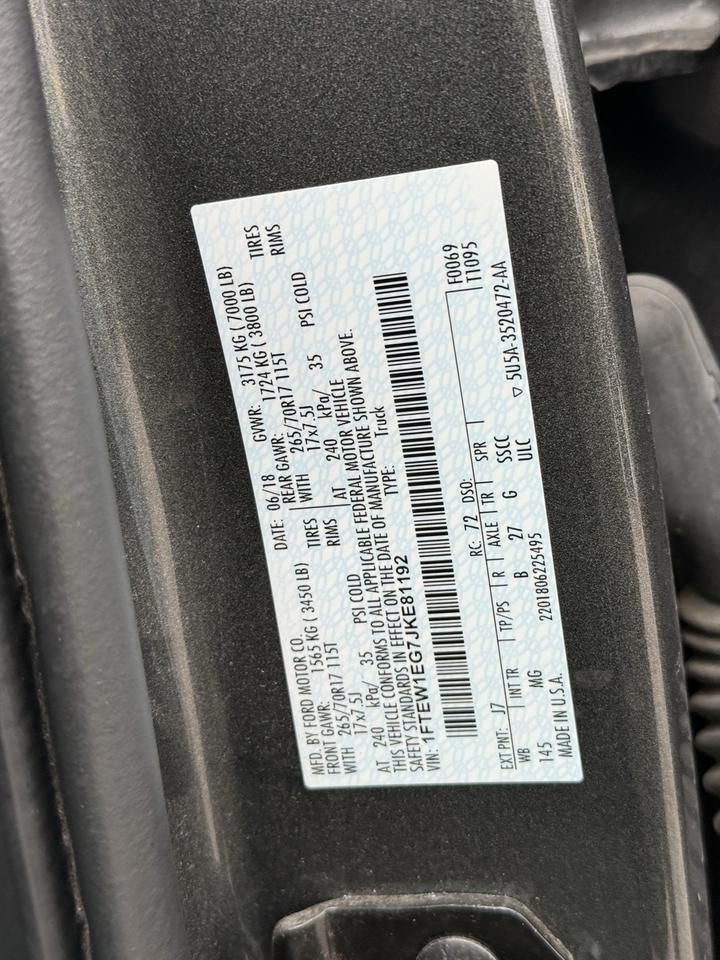 MFD. BY FORD MOTOR CO.
DATE: 06/18 GVWR: 3175 KG ( 7000 LB)
FRONT GAWR: 1565 KG ( 3450 LB) REAR GAWR: 1724 KG ( 3800 LB)
WITH 265/70R17 115T TIRES WITH 265/70R17 115T TIRES
17x7.5J RIMS 17x7.5J RIMS
AT 240 kPa/ 35 PSI COLD AT 240 kPa/ 35 PSI COLD
THIS VEHICLE CONFORMS TO ALL APPLICABLE FEDERAL MOTOR VEHICLE
SAFETY STANDARDS IN EFFECT ON THE DATE OF MANUFACTURE SHOWN ABOVE.
VIN: 1FTEW1EG7JKE81192 TYPE: Truck
F0069
T1095
EXT PNT: J7 RC: 72 DSO:
WB INT TR TP/PS R AXLE TR SPR
145 MG B 27 G SSCC
ULC
MADE IN U.S.A. 2201806225495
▽ 5U5A-3520472-AA